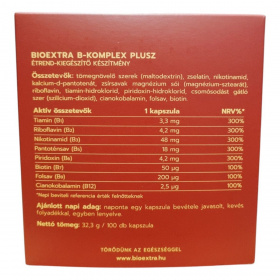 BIOEXTRA B-KOMPLEX PLUSZ
ÉTREND-KIEGÉSZÍTŐ KÉSZÍTMÉNY
Összetevők: tömegnövelő szerek (maltodextrin), zselatin, nikotinamid,
kalcium-d-pantotenát, zsírsavak magnézium sói (magnézium-sztearát),
riboflavin, tiamin-hidroklorid, piridoxin-hidroklorid, csomósodást gátló
szer (szilícium-dioxid), cianokobalamin, folsav, biotin.
Aktív összetevők 1 kapszula NRV%*
Tiamin (B1) 3,3 mg 300%
Riboflavin (B2) 4,2 mg 300%
Nikotinamid (B3) 48 mg 300%
Pantoténsav (B5) 18 mg 300%
Piridoxin (B6) 4,2 mg 300%
Biotin (B7) 50 µg 100%
Folsav (B9) 200 µg 100%
Cianokobalamin (B12) 2,5 µg 100%
*Napi beviteli referencia érték felnőtteknek
Ajánlott napi adag: naponta egy kapszula bevétele javasolt, kevés
folyadékkal, egyben lenyelve.
Nettó tömeg: 32,3 g / 100 db kapszula
TÖRŐDÜNK AZ EGÉSZSÉGGEL
www.bioextra.hu